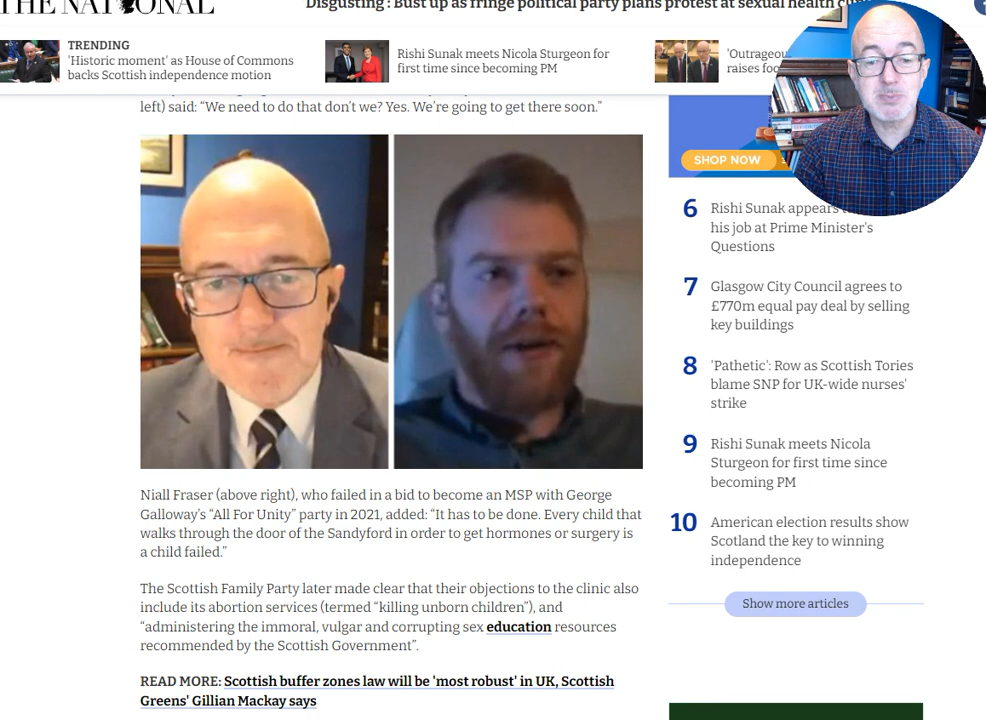 THE NATIONAL
Disgusting': Bust up as fringe political party plans protest at sexual health
TRENDING
'Historic moment' as House of Commons
backs Scottish independence motion
Rishi Sunak meets Nicola Sturgeon for
first time since becoming PM
'Outrageou
raises foo
left) said: “We need to do that don’t we? Yes. We’re going to get there soon.”
SHOP NOW
6
Rishi Sunak appears
his job at Prime Minister's
Questions
7
Glasgow City Council agrees to
£770m equal pay deal by selling
key buildings
8
'Pathetic': Row as Scottish Tories
blame SNP for UK-wide nurses'
strike
9
Rishi Sunak meets Nicola
Sturgeon for first time since
becoming PM
10
American election results show
Scotland the key to winning
independence
Show more articles
Niall Fraser (above right), who failed in a bid to become an MSP with George
Galloway’s “All For Unity” party in 2021, added: “It has to be done. Every child that
walks through the door of the Sandyford in order to get hormones or surgery is
a child failed.”
The Scottish Family Party later made clear that their objections to the clinic also
include its abortion services (termed “killing unborn children”), and
“administering the immoral, vulgar and corrupting sex education resources
recommended by the Scottish Government”.
READ MORE: Scottish buffer zones law will be 'most robust' in UK, Scottish
Greens' Gillian Mackay says